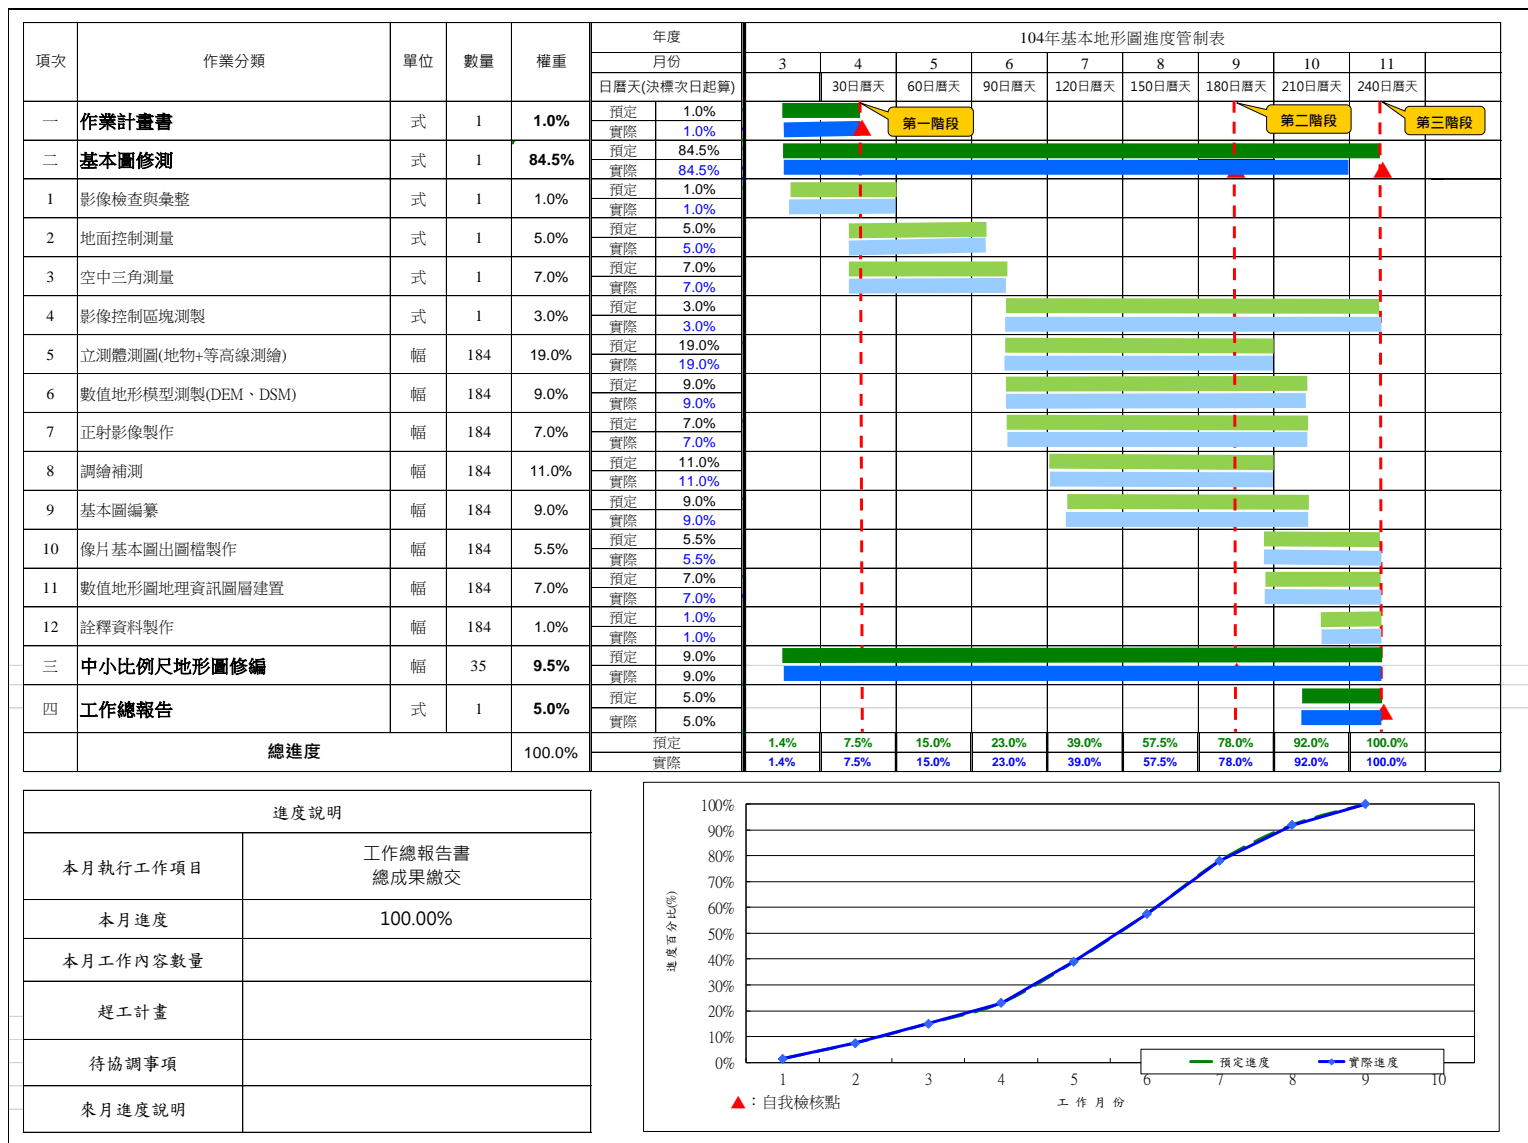 項次 作業分類 單位 數量 權重 年度 104年基本地形圖進度管制表
月份 3 4 5 6 7 8 9 10 11
日曆天(決標次日起算) 30日曆天 60日曆天 90日曆天 120日曆天 150日曆天 180日曆天 210日曆天 240日曆天
一 作業計畫書 式 1 1.0% 預定 1.0%
實際 1.0%
第一階段 第二階段 第三階段
二 基本圖修測 式 1 84.5% 預定 84.5%
實際 84.5%
1 影像檢查與彙整 式 1 1.0% 預定 1.0%
實際 1.0%
2 地面控制測量 式 1 5.0% 預定 5.0%
實際 5.0%
3 空中三角測量 式 1 7.0% 預定 7.0%
實際 7.0%
4 影像控制區塊測製 式 1 3.0% 預定 3.0%
實際 3.0%
5 立測體測圖(地物+等高線測繪) 幅 184 19.0% 預定 19.0%
實際 19.0%
6 數值地形模型測製(DEM、DSM) 幅 184 9.0% 預定 9.0%
實際 9.0%
7 正射影像製作 幅 184 7.0% 預定 7.0%
實際 7.0%
8 調繪補測 幅 184 11.0% 預定 11.0%
實際 11.0%
9 基本圖編纂 幅 184 9.0% 預定 9.0%
實際 9.0%
10 像片基本圖出圖檔製作 幅 184 5.5% 預定 5.5%
實際 5.5%
11 數值地形圖地理資訊圖層建置 幅 184 7.0% 預定 7.0%
實際 7.0%
12 詮釋資料製作 幅 184 1.0% 預定 1.0%
實際 1.0%
三 中小比例尺地形圖修編 幅 35 9.5% 預定 9.0%
實際 9.0%
四 工作總報告 式 1 5.0% 預定 5.0%
實際 5.0%
總進度 100.0% 預定 1.4% 7.5% 15.0% 23.0% 39.0% 57.5% 78.0% 92.0% 100.0%
實際 1.4% 7.5% 15.0% 23.0% 39.0% 57.5% 78.0% 92.0% 100.0%
進度說明
本月執行工作項目 工作總報告書
總成果繳交
本月進度 100.00%
本月工作內容數量
趕工計畫
待協調事項
來月進度說明
100%
90%
80%
70%
60%
50%
40%
30%
20%
10%
0%
進度百分比(%)
預定進度 實際進度
1 2 3 4 5 6 7 8 9 10
工作月份
▲：自我檢核點